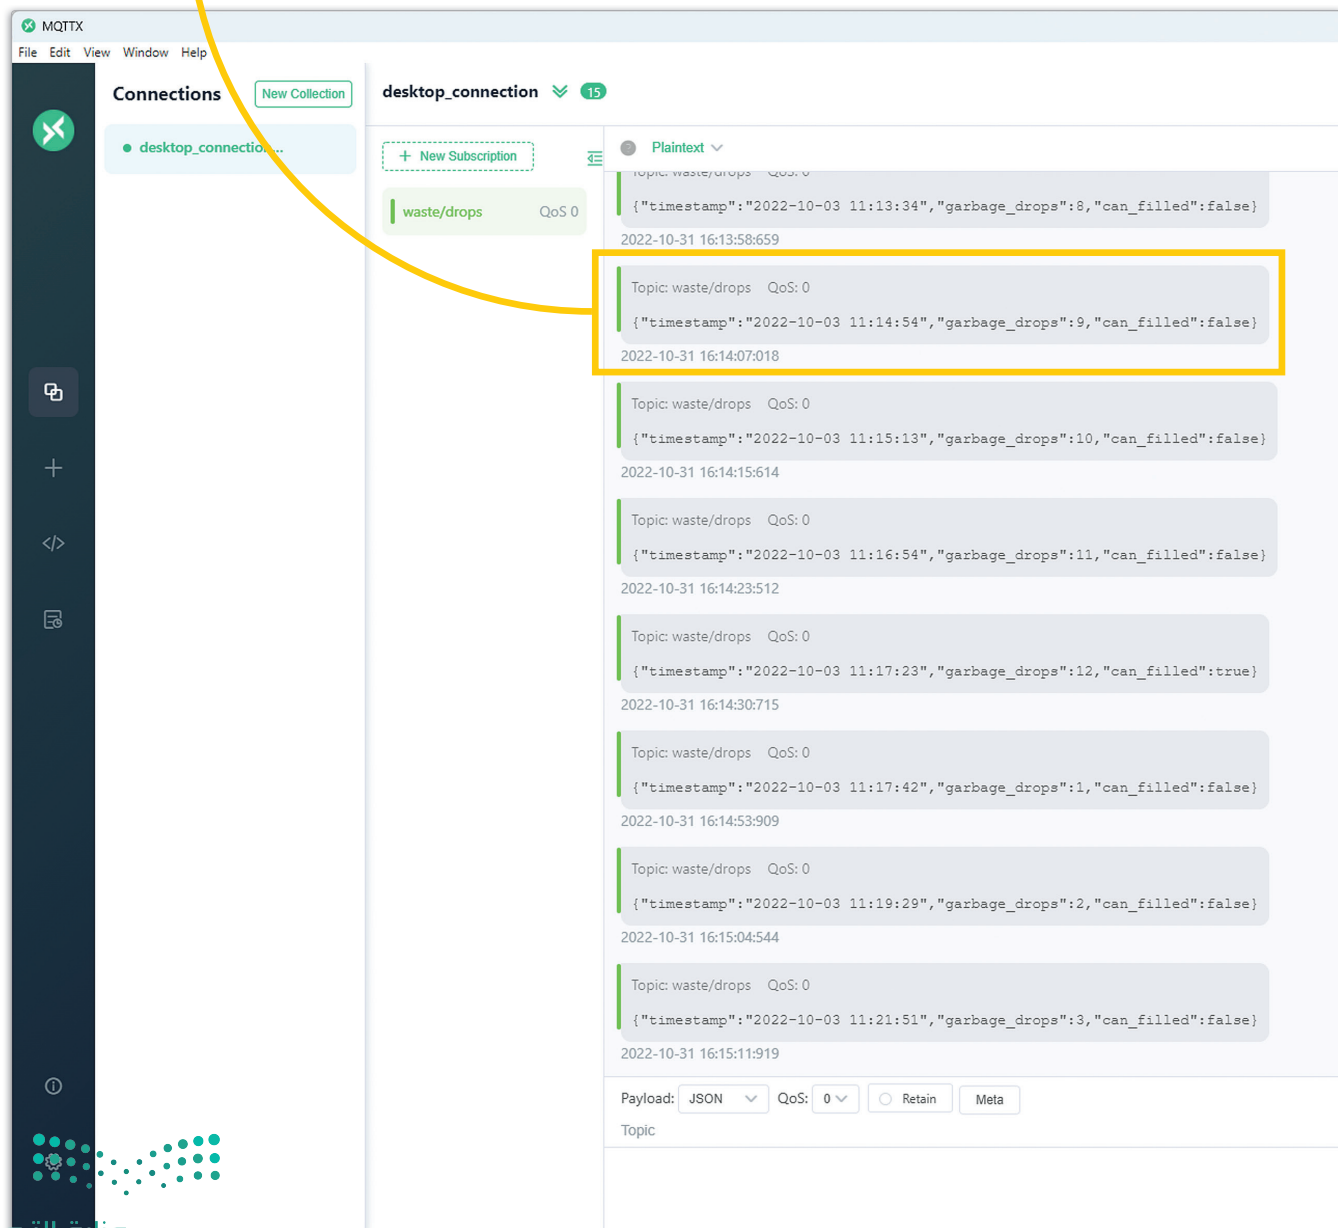 MQTTX
File Edit View Window Help
Connections
New Collection
desktop_connection...
desktop_connection 15
+ New Subscription
waste/drops QoS 0
Plaintext
Topic: waste/drops QoS: 0
{"timestamp":"2022-10-03 11:13:34","garbage_drops":8,"can_filled":false}
2022-10-31 16:13:58:659
Topic: waste/drops QoS: 0
{"timestamp":"2022-10-03 11:14:54","garbage_drops":9,"can_filled":false}
2022-10-31 16:14:07:018
Topic: waste/drops QoS: 0
{"timestamp":"2022-10-03 11:15:13","garbage_drops":10,"can_filled":false}
2022-10-31 16:14:15:614
Topic: waste/drops QoS: 0
{"timestamp":"2022-10-03 11:16:54","garbage_drops":11,"can_filled":false}
2022-10-31 16:14:23:512
Topic: waste/drops QoS: 0
{"timestamp":"2022-10-03 11:17:23","garbage_drops":12,"can_filled":true}
2022-10-31 16:14:30:715
Topic: waste/drops QoS: 0
{"timestamp":"2022-10-03 11:17:42","garbage_drops":1,"can_filled":false}
2022-10-31 16:14:53:909
Topic: waste/drops QoS: 0
{"timestamp":"2022-10-03 11:19:29","garbage_drops":2,"can_filled":false}
2022-10-31 16:15:04:544
Topic: waste/drops QoS: 0
{"timestamp":"2022-10-03 11:21:51","garbage_drops":3,"can_filled":false}
2022-10-31 16:15:11:919
Payload: JSON QoS: 0 Retain Meta
Topic